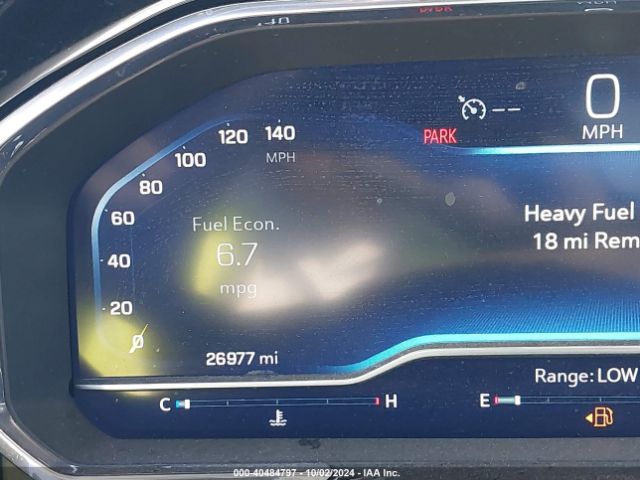 0
MPH
PARK
120 140
100
MPH
80
60
40
20
0
Fuel Econ.
6.7
mpg
Heavy Fuel
18 mi Rem
26977 mi
Range: LOW
C H E
000-40484797 - 10/02/2024 - IAA Inc.